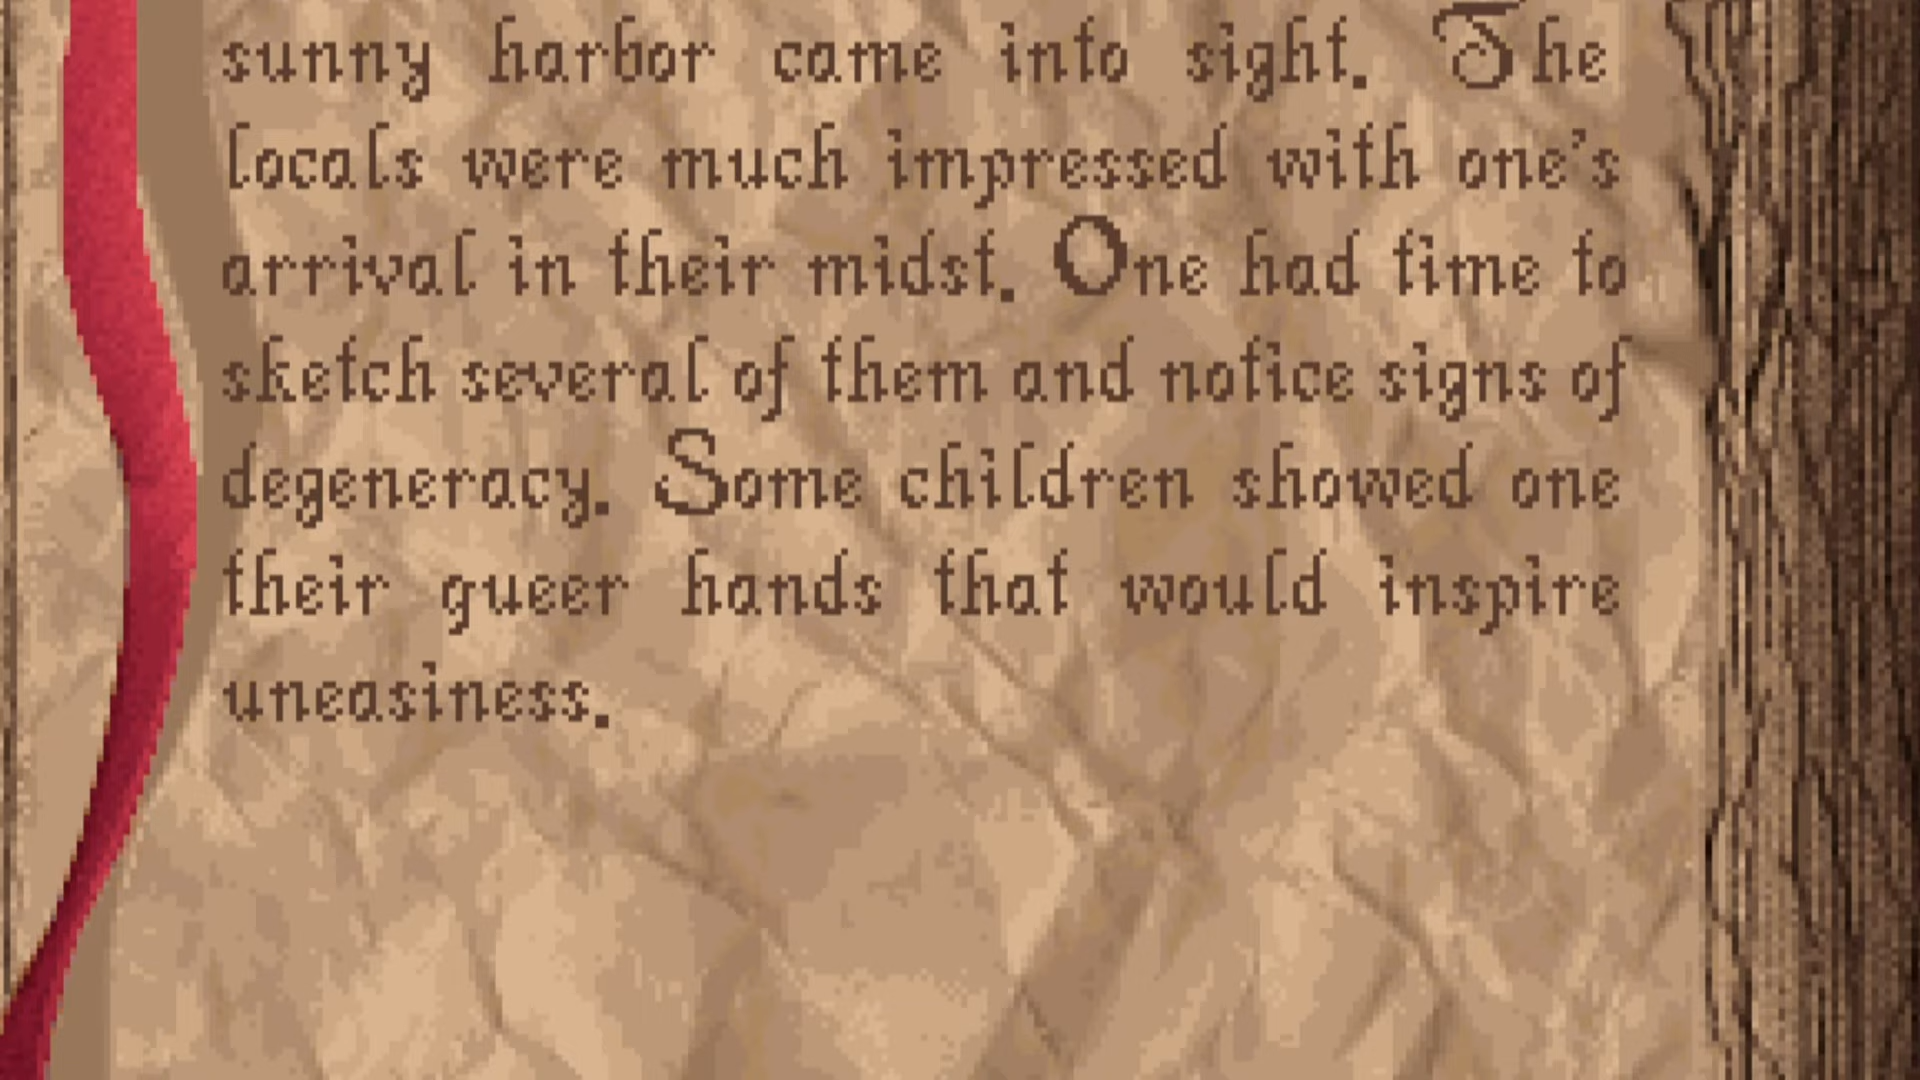 sunny harbor came into sight. The
locals were much impressed with one's
arrival in their midst. One had time to
sketch several of them and notice signs of
degeneracy. Some children showed one
their queer hands that would inspire
uneasiness.